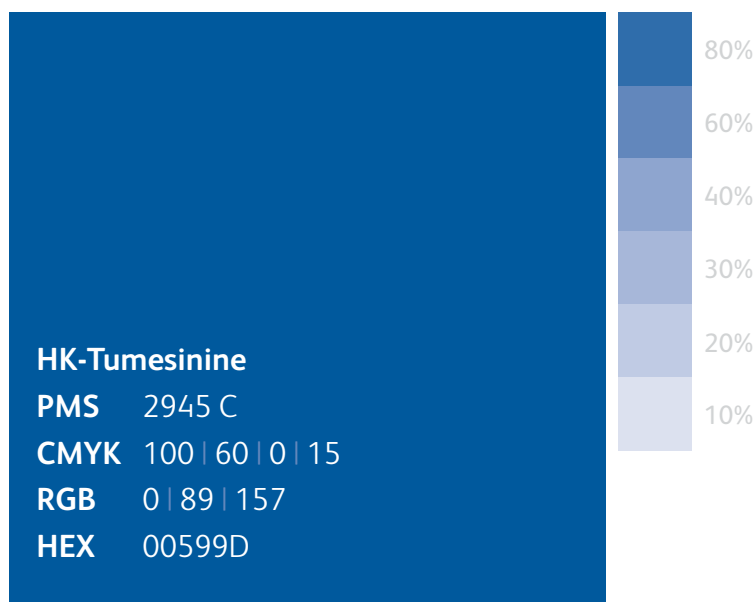 HK-Tumesinine
PMS 2945 C
CMYK 100 | 60 | 0 | 15
RGB 0 | 89 | 157
HEX 00599D
80%
60%
40%
30%
20%
10%